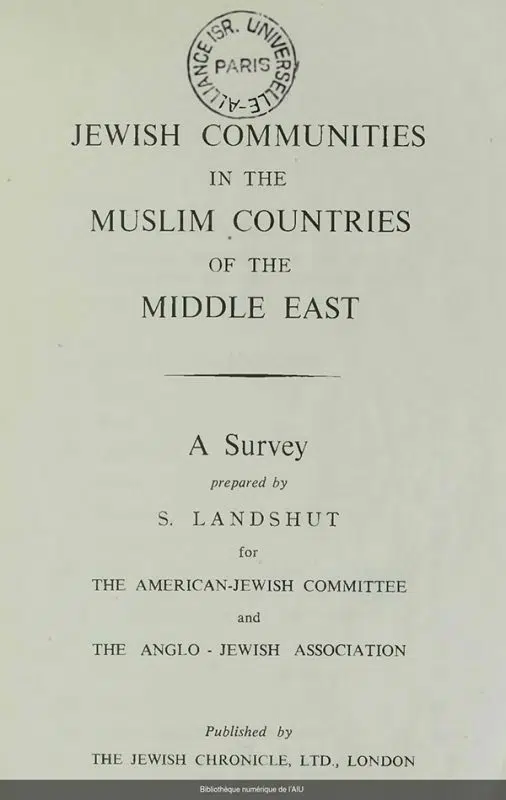 ALLIANCE ISR. UNIVERSELLE
PARIS
JEWISH COMMUNITIES
IN THE
MUSLIM COUNTRIES
OF THE
MIDDLE EAST
A Survey
prepared by
S. LANDSHUT
for
THE AMERICAN-JEWISH COMMITTEE
and
THE ANGLO - JEWISH ASSOCIATION
Published by
THE JEWISH CHRONICLE, LTD., LONDON
Bibliothèque numérique de l'AIU